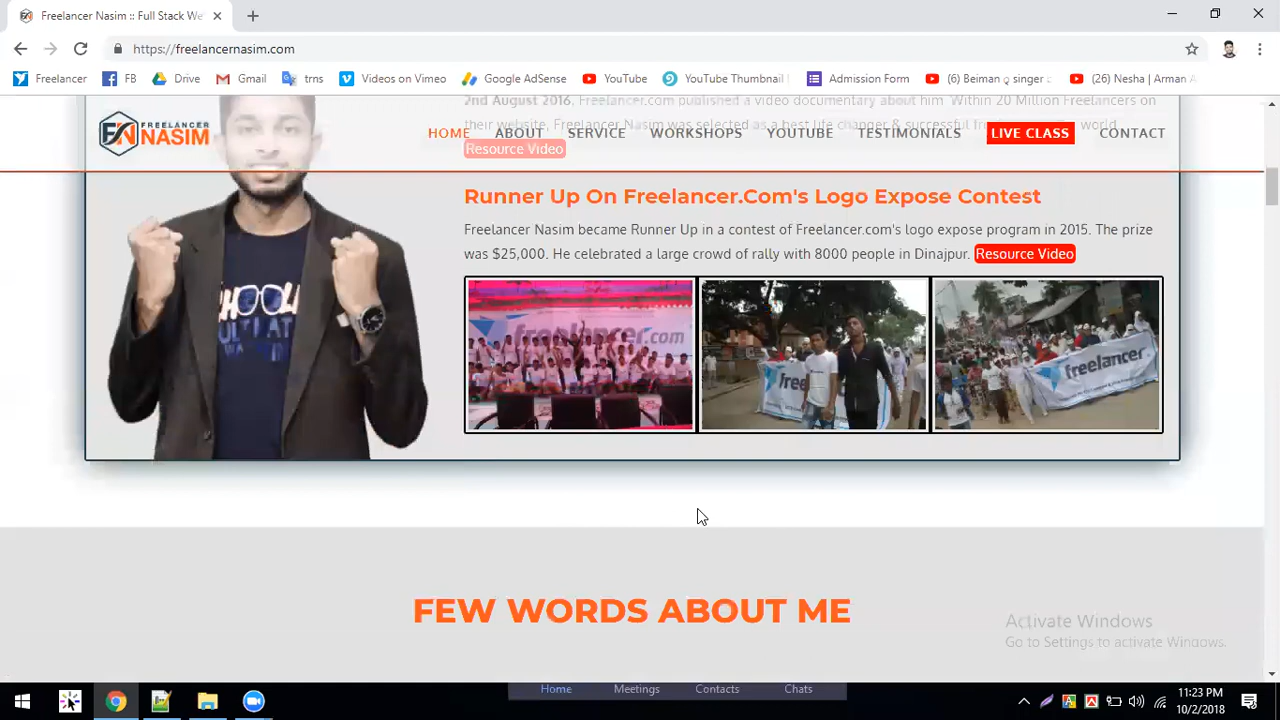 Freelancer Nasim :: Full Stack We
https://freelancernasim.com
Freelancer FB Drive Gmail trns Videos on Vimeo Google AdSense YouTube YouTube Thumbnail (6) Beiman q singer s (26) Nesha | Arman A
2nd August 2016, Freelancer.com published a video documentary about him. Within 20 Million Freelancers on
their website, Freelancer Nasim was selected as a
world
FREELANCER
NASIM
HOME ABOUT SERVICE WORKSHOPS YOUTUBE TESTIMONIALS LIVE CLASS CONTACT
Resource Video
Runner Up On Freelancer.Com's Logo Expose Contest
Freelancer Nasim became Runner Up in a contest of Freelancer.com's logo expose program in 2015. The prize
was $25,000. He celebrated a large crowd of rally with 8000 people in Dinajpur. Resource Video
freelancer.com
free
freelancer
FEW WORDS ABOUT ME
Activate Windows
Go to Settings to activate Windows.
Home Meetings Contacts Chats
11:23 PM
10/2/2018